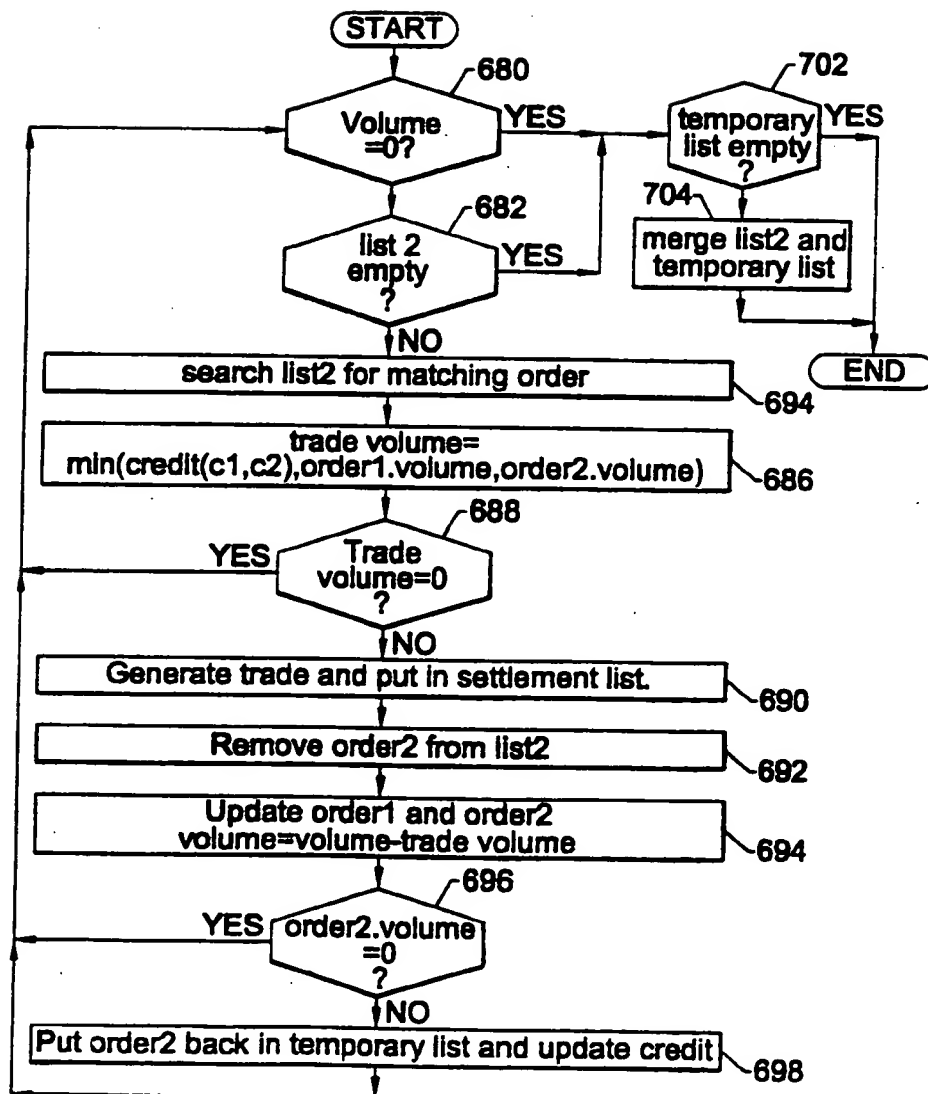 START
680
Volume
=0?
YES
702
temporary
list empty
?
YES
682
list 2
empty
?
YES
704
merge list2 and
temporary list
NO
END
search list2 for matching order
694
trade volume=
min(credit(c1,c2),order1.volume,order2.volume)
686
688
YES
Trade
volume=0
?
NO
Generate trade and put in settlement list.
690
Remove order2 from list2
692
Update order1 and order2
volume=volume-trade volume
694
696
YES
order2.volume
=0
?
NO
Put order2 back in temporary list and update credit
698